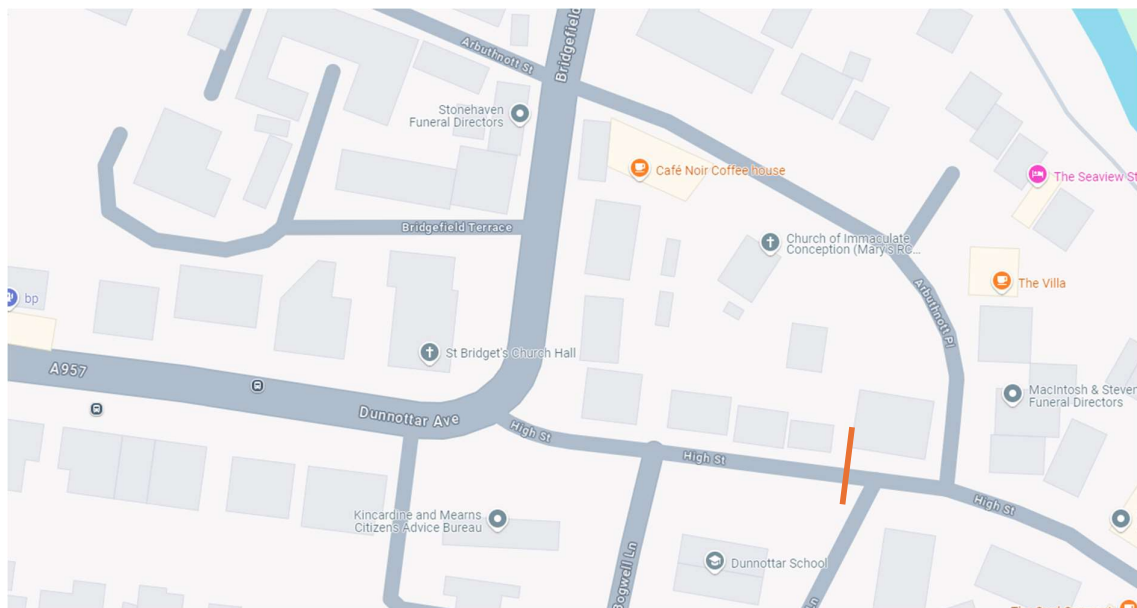 Arbuthnott St
Bridgefield
Stonehaven
Funeral Directors
Café Noir Coffee house
The Seaview St
Bridgefield Terrace
Church of Immaculate
Conception (Mary's RC...
The Villa
bp
Arbuthnott Pl
St Bridget's Church Hall
A957
MacIntosh & Steven
Funeral Directors
Dunnottar Ave
High St
High St
High St
Kincardine and Mearns
Citizens Advice Bureau
Bogwell Ln
Dunnottar School
Ln